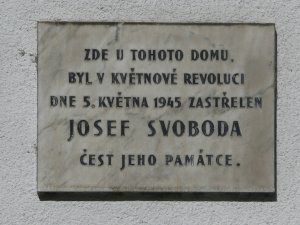 ZDE U TOHOTO DOMU,
BYL V KVĚTNOVÉ REVOLUCI
DNE 5. KVĚTNA 1945 ZASTŘELEN
JOSEF SVOBODA
ČEST JEHO PAMÁTCE.